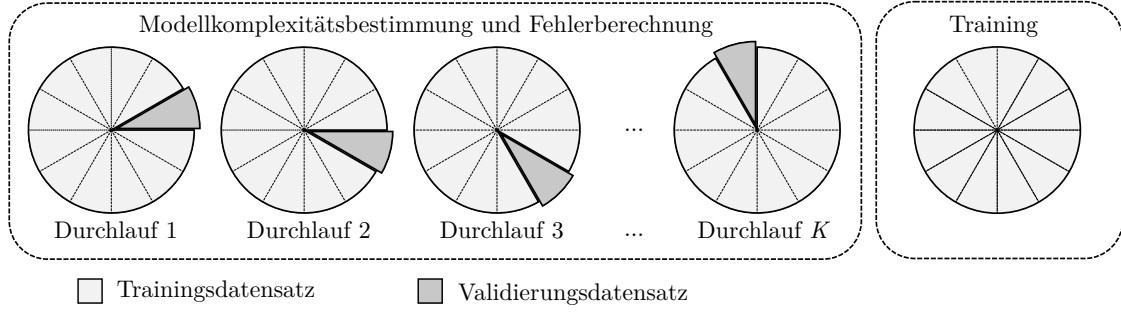 Modellkomplexitätsbestimmung und Fehlerberechnung
Training
...
Durchlauf 1
Durchlauf 2
Durchlauf 3
...
Durchlauf K
Trainingsdatensatz
Validierungsdatensatz